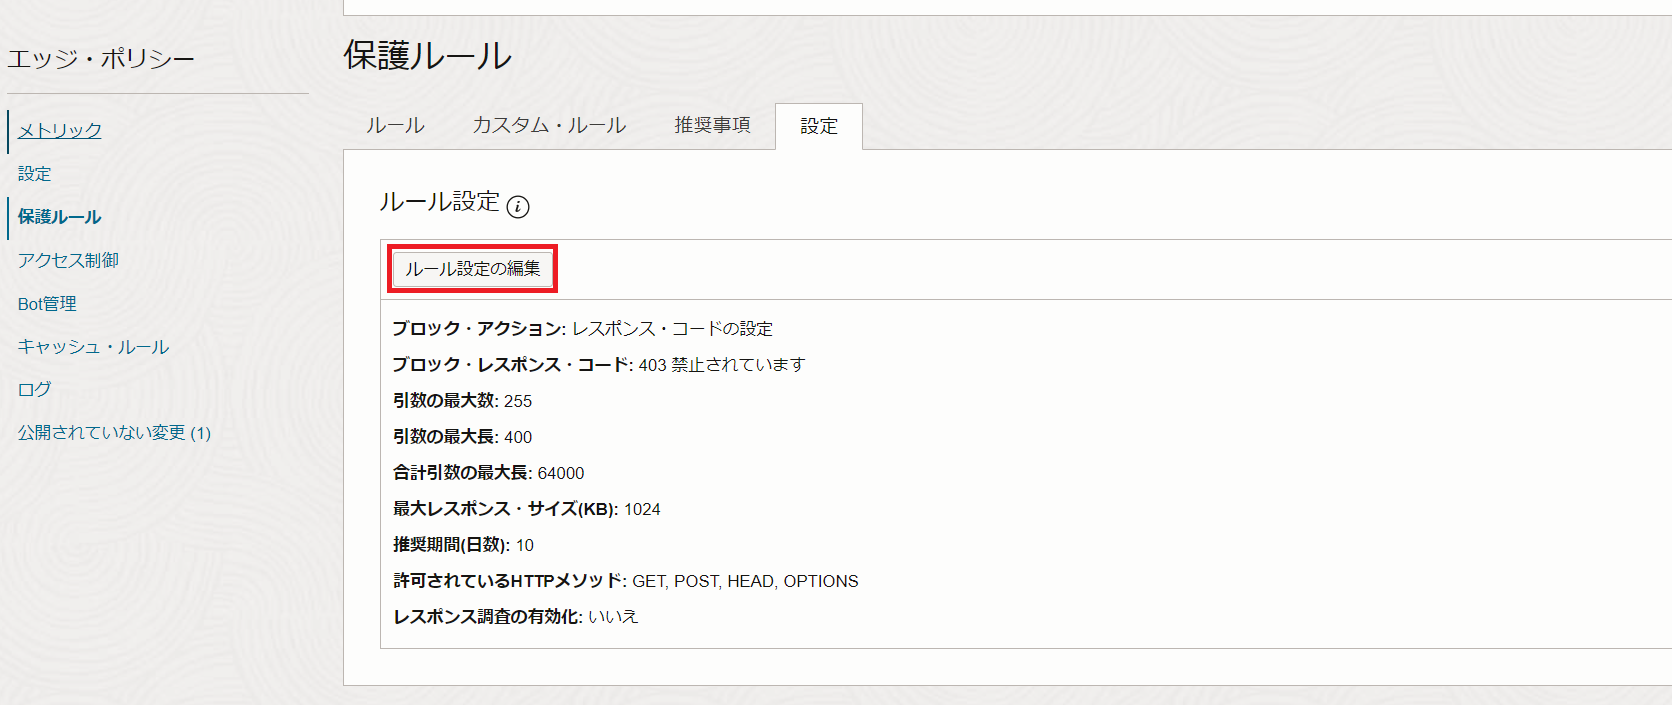 エッジ・ポリシー
メトリック
設定
保護ルール
アクセス制御
Bot管理
キャッシュ・ルール
ログ
公開されていない変更 (1)
保護ルール
ルール
カスタム・ルール
推奨事項
設定
ルール設定 i
ルール設定の編集
ブロック・アクション: レスポンス・コードの設定
ブロック・レスポンス・コード: 403 禁止されています
引数の最大数: 255
引数の最大長: 400
合計引数の最大長: 64000
最大レスポンス・サイズ(KB): 1024
推奨期間(日数): 10
許可されているHTTPメソッド: GET, POST, HEAD, OPTIONS
レスポンス調査の有効化: いいえ